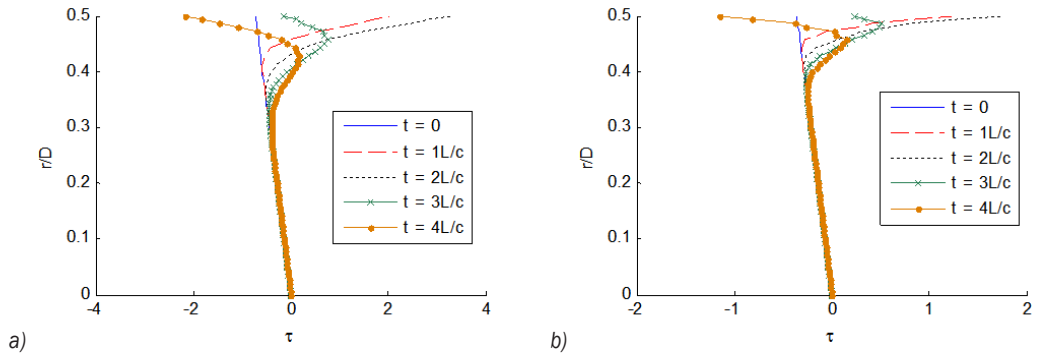 0.5
0.4
0.3
0.2
0.1
0
r/D
-4
-2
0
2
4
τ
t = 0
t = 1L/c
t = 2L/c
t = 3L/c
t = 4L/c
a)
0.5
0.4
0.3
0.2
0.1
0
r/D
-2
-1
0
1
2
τ
t = 0
t = 1L/c
t = 2L/c
t = 3L/c
t = 4L/c
b)